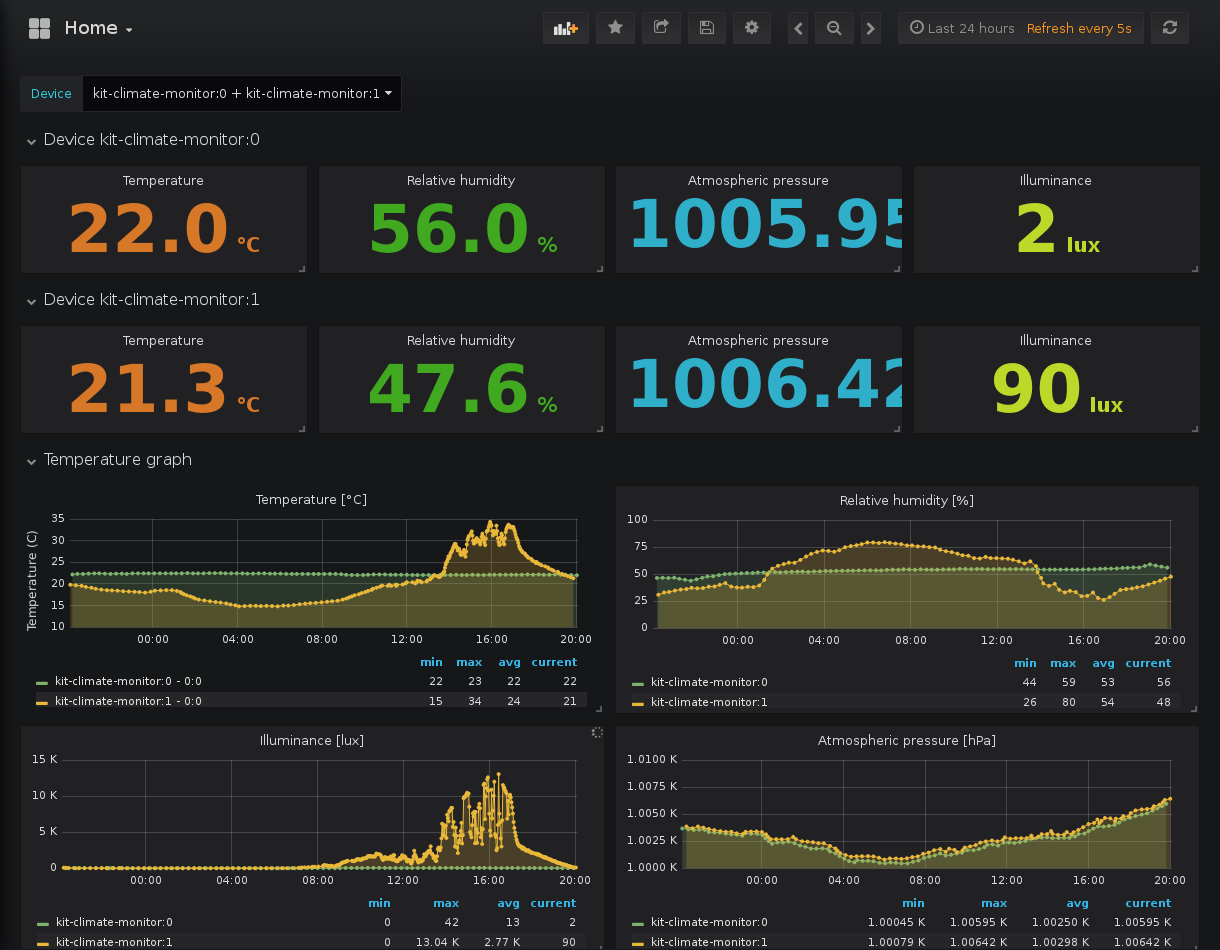 Home
Last 24 hours Refresh every 5s
Device kit-climate-monitor:0 + kit-climate-monitor:1
Device kit-climate-monitor:0
Temperature Relative humidity Atmospheric pressure Illuminance
22.0 °C 56.0 % 1005.95 2 lux
Device kit-climate-monitor:1
Temperature Relative humidity Atmospheric pressure Illuminance
21.3 °C 47.6 % 1006.42 90 lux
Temperature graph
Temperature [°C]
Temperature (C)
35
30
25
20
15
10
00:00 04:00 08:00 12:00 16:00 20:00
min max avg current
kit-climate-monitor:0 - 0:0 22 23 22 22
kit-climate-monitor:1 - 0:0 15 34 24 21
Relative humidity [%]
100
75
50
25
0
00:00 04:00 08:00 12:00 16:00 20:00
min max avg current
kit-climate-monitor:0 44 59 53 56
kit-climate-monitor:1 26 80 54 48
Illuminance [lux]
15 K
10 K
5 K
0
00:00 04:00 08:00 12:00 16:00 20:00
min max avg current
kit-climate-monitor:0 0 42 13 2
kit-climate-monitor:1 0 13.04 K 2.77 K 90
Atmospheric pressure [hPa]
1.0100 K
1.0075 K
1.0050 K
1.0025 K
1.0000 K
00:00 04:00 08:00 12:00 16:00 20:00
min max avg current
kit-climate-monitor:0 1.00045 K 1.00595 K 1.00250 K 1.00595 K
kit-climate-monitor:1 1.00079 K 1.00642 K 1.00298 K 1.00642 K